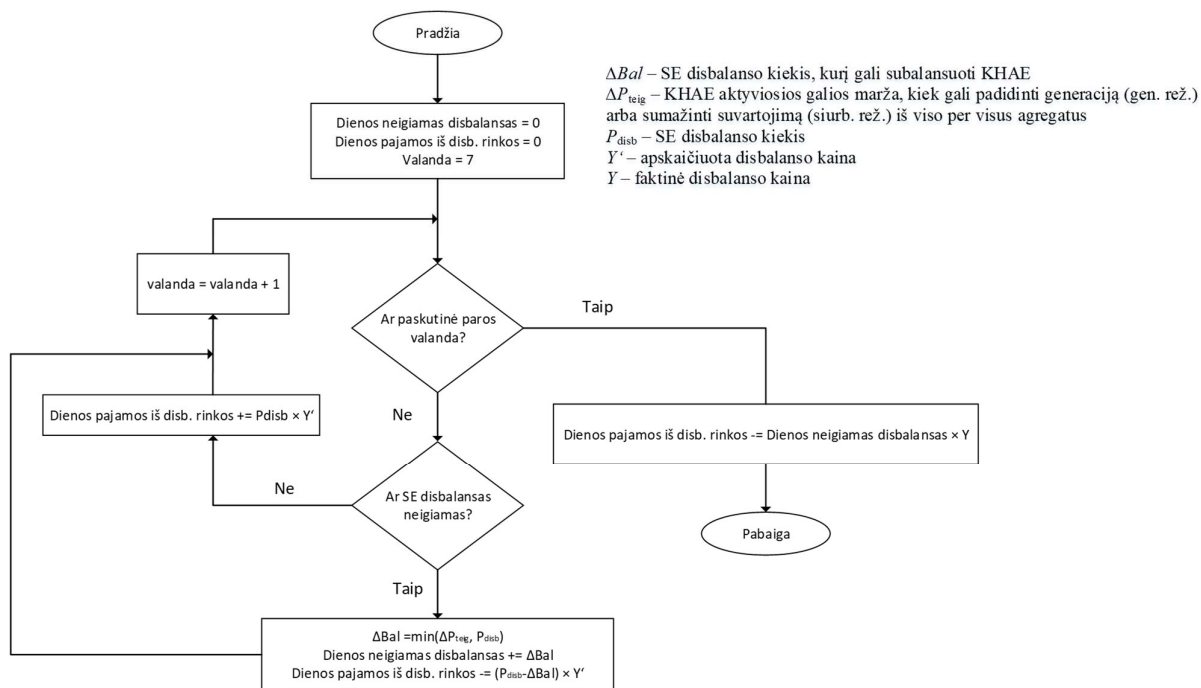 Pradžia
Dienos neigiamas disbalansas = 0
Dienos pajamos iš disb. rinkos = 0
Valanda = 7
ΔBal – SE disbalanso kiekis, kurį gali subalansuoti KHAE
ΔPteig – KHAE aktyviosios galios marža, kiek gali padidinti generaciją (gen. rež.)
arba sumažinti suvartojimą (siurb. rež.) iš viso per visus agregatus
Pdisb – SE disbalanso kiekis
Y‘ – apskaičiuota disbalanso kaina
Y – faktinė disbalanso kaina
valanda = valanda + 1
Ar paskutinė paros
valanda?
Taip
Ne
Dienos pajamos iš disb. rinkos += Pdisb × Y‘
Dienos pajamos iš disb. rinkos -= Dienos neigiamas disbalansas × Y
Ne
Ar SE disbalansas
neigiamas?
Pabaiga
Taip
ΔBal =min(ΔPteig, Pdisb)
Dienos neigiamas disbalansas += ΔBal
Dienos pajamos iš disb. rinkos -= (Pdisb-ΔBal) × Y‘